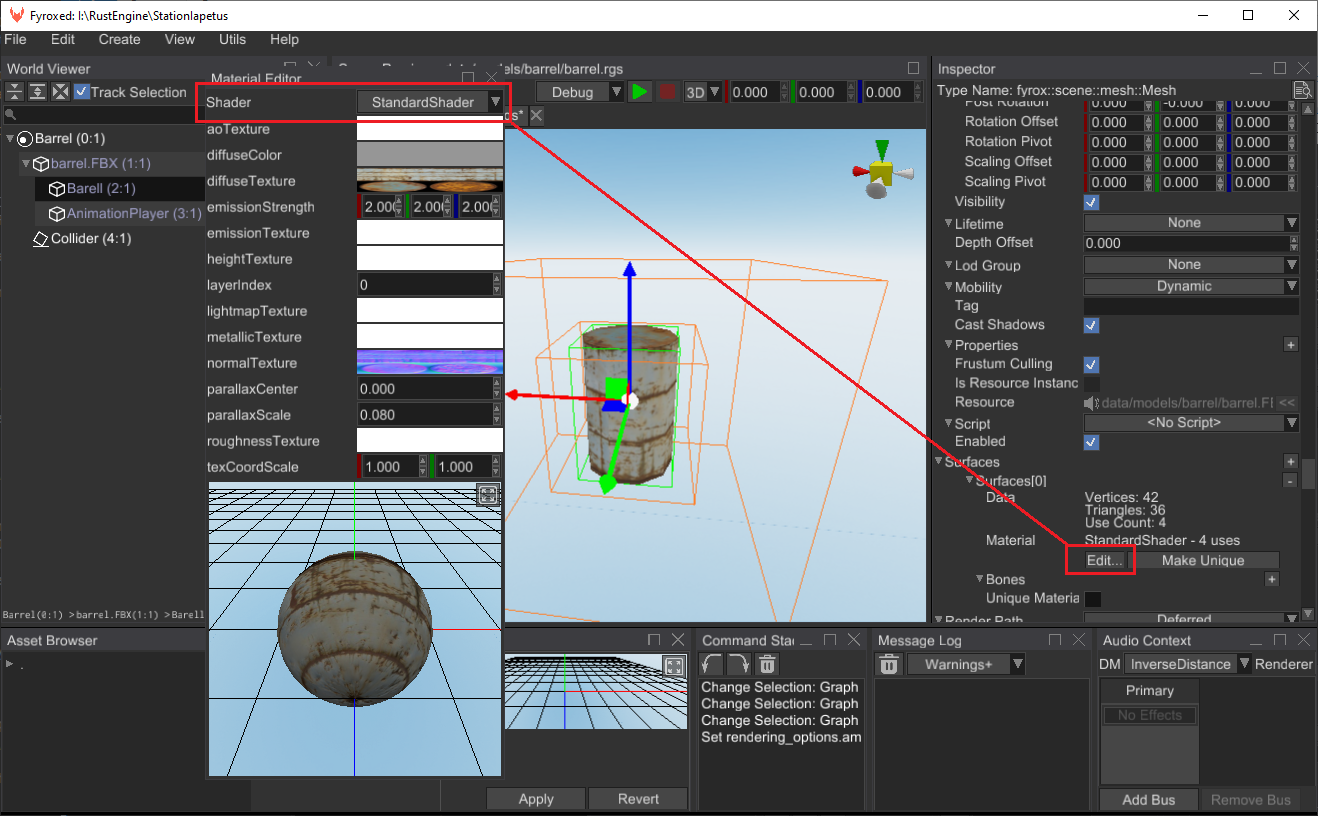 Fyroxed: I:\RustEngine\StationIapetus
File Edit Create View Utils Help
World Viewer
Track Selection
Barrel (0:1)
barrel.FBX (1:1)
Barell (2:1)
AnimationPlayer (3:1)
Collider (4:1)
Barrel(0:1) >barrel.FBX(1:1) >Barell
Material Editor
Shader StandardShader
aoTexture
diffuseColor
diffuseTexture
emissionStrength 2.000 2.000 2.000
emissionTexture
heightTexture
layerIndex 0
lightmapTexture
metallicTexture
normalTexture
parallaxCenter 0.000
parallaxScale 0.080
roughnessTexture
texCoordScale 1.000 1.000
els/barrel/barrel.rgs
Debug 3D 0.000 0.000 0.000
Inspector
Type Name: fyrox::scene::mesh::Mesh
Post Rotation 0.000 -0.000 0.000
Rotation Offset 0.000 0.000 0.000
Rotation Pivot 0.000 0.000 0.000
Scaling Offset 0.000 0.000 0.000
Scaling Pivot 0.000 0.000 0.000
Visibility
Lifetime None
Depth Offset 0.000
Lod Group None
Mobility Dynamic
Tag
Cast Shadows
Properties +
Frustum Culling
Is Resource Instanc
Resource data/models/barrel/barrel.FE <<
Script <No Script>
Enabled
Surfaces +
Surfaces[0] -
Data Vertices: 42
Triangles: 36
Use Count: 4
Material StandardShader - 4 uses
Edit... Make Unique
Bones +
Unique Materia
Render Path Deferred
Asset Browser
.
Apply Revert
Command Sta
Change Selection: Graph
Change Selection: Graph
Change Selection: Graph
Set rendering_options.am
Message Log
Warnings+
Audio Context
DM InverseDistance Renderer
Primary
No Effects
Add Bus Remove Bus